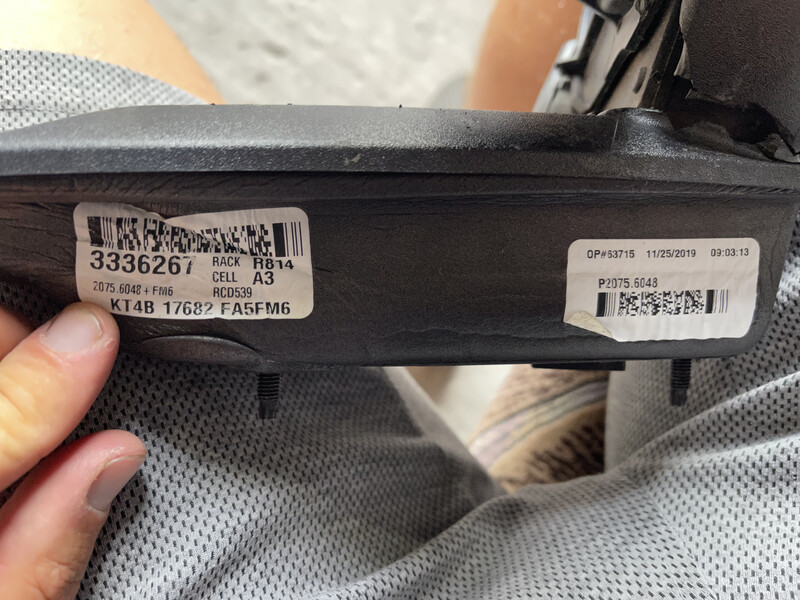 3336267
RACK R814
CELL A3
2075.6048 + FM6 RCD539
KT4B 17682 FA5FM6
OP#63715 11/25/2019 09:03:13
P2075.6048